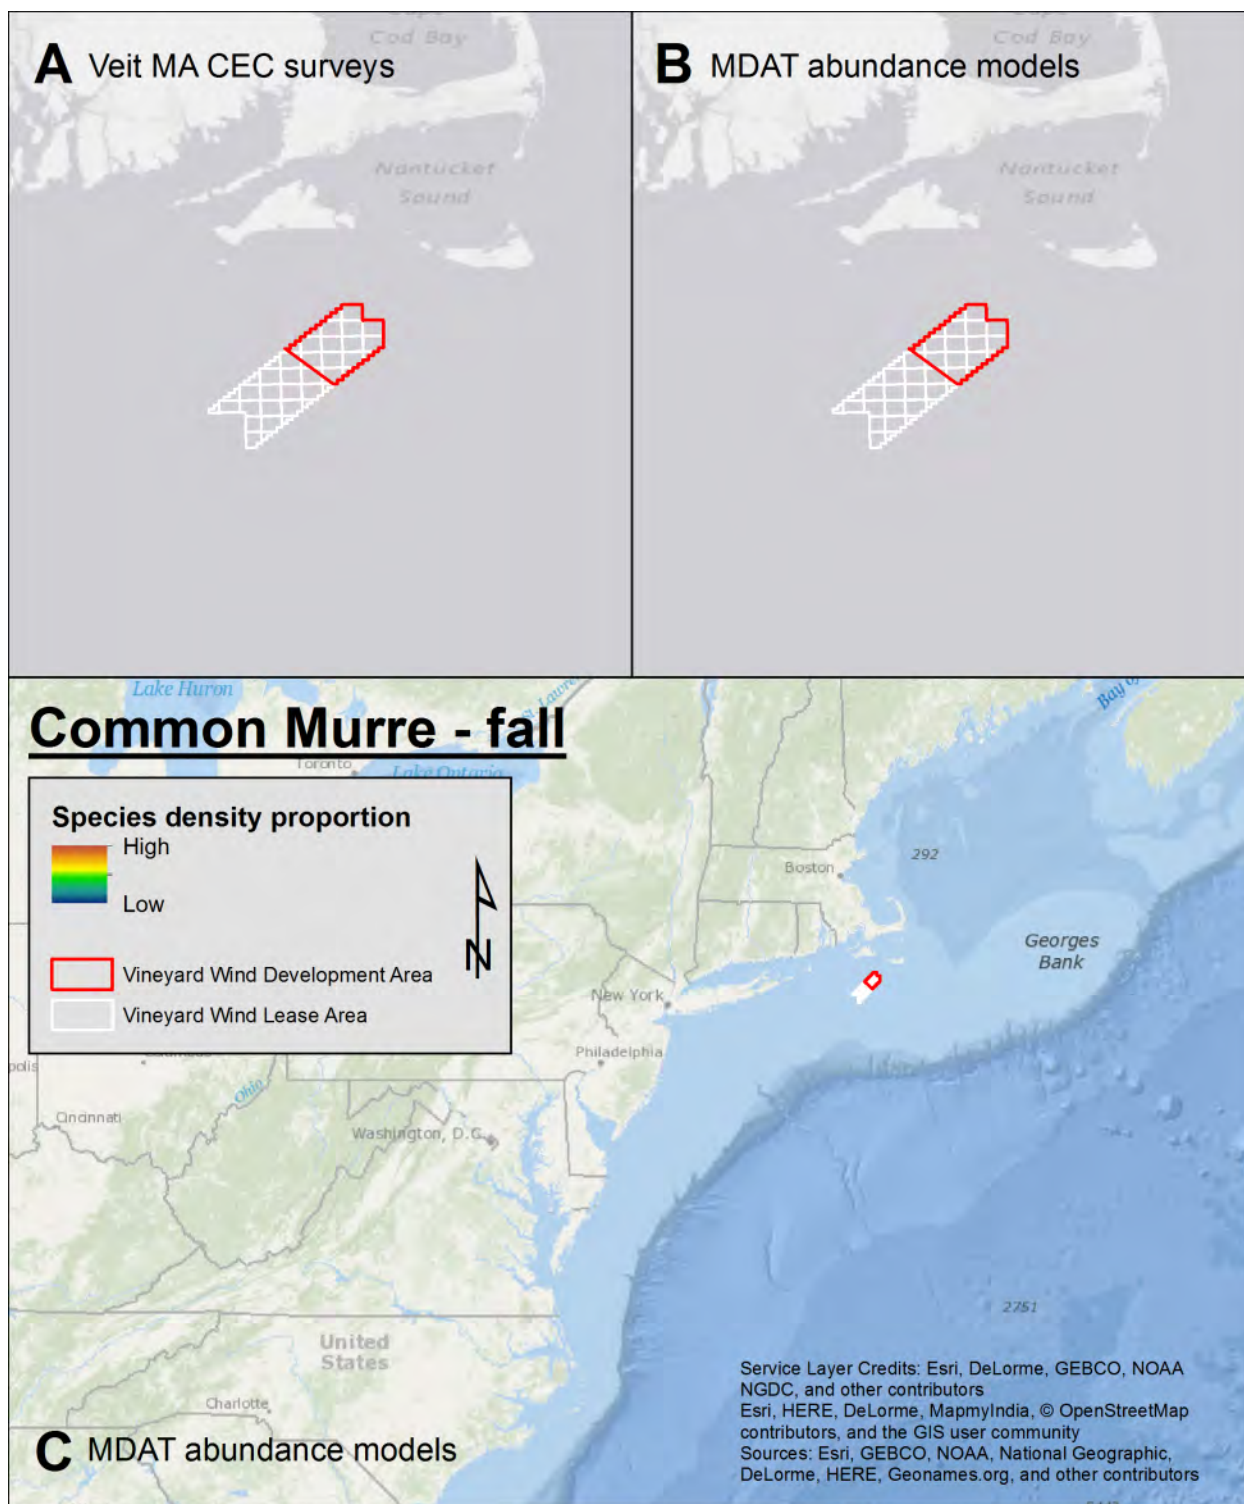 A Veit MA CEC surveys
Cod Bay
Nantucket
Sound
B MDAT abundance models
Cod Bay
Nantucket
Sound
Lake Huron
Common Murre - fall
Toronto
Lake Ontario
Species density proportion
High
Low
N
Vineyard Wind Development Area
Vineyard Wind Lease Area
Bay of
292
Boston
Georges
Bank
New York
Philadelphia
polis
Ohio
Cincinnati
Washington, D.C.
2751
United
States
Charlotte
C MDAT abundance models
Service Layer Credits: Esri, DeLorme, GEBCO, NOAA
NGDC, and other contributors
Esri, HERE, DeLorme, MapmyIndia, © OpenStreetMap
contributors, and the GIS user community
Sources: Esri, GEBCO, NOAA, National Geographic,
DeLorme, HERE, Geonames.org, and other contributors